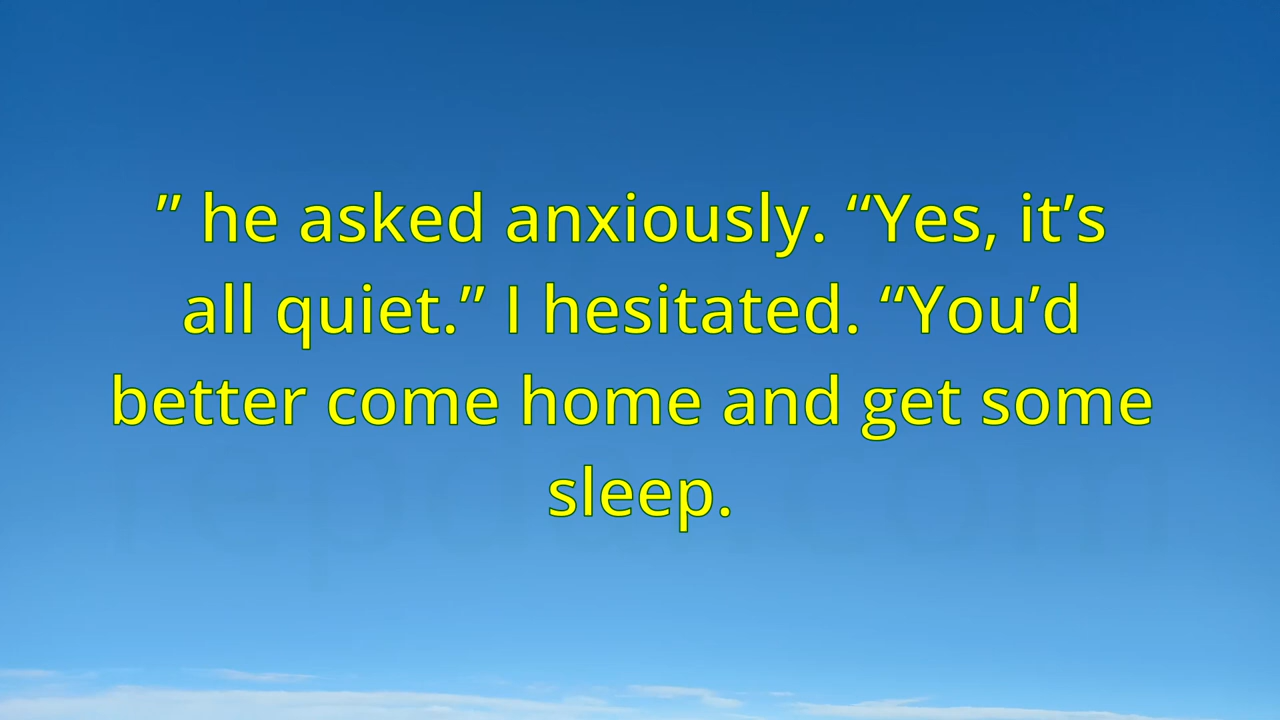 ” he asked anxiously. “Yes, it’s
all quiet.” I hesitated. “You’d
better come home and get some
sleep.